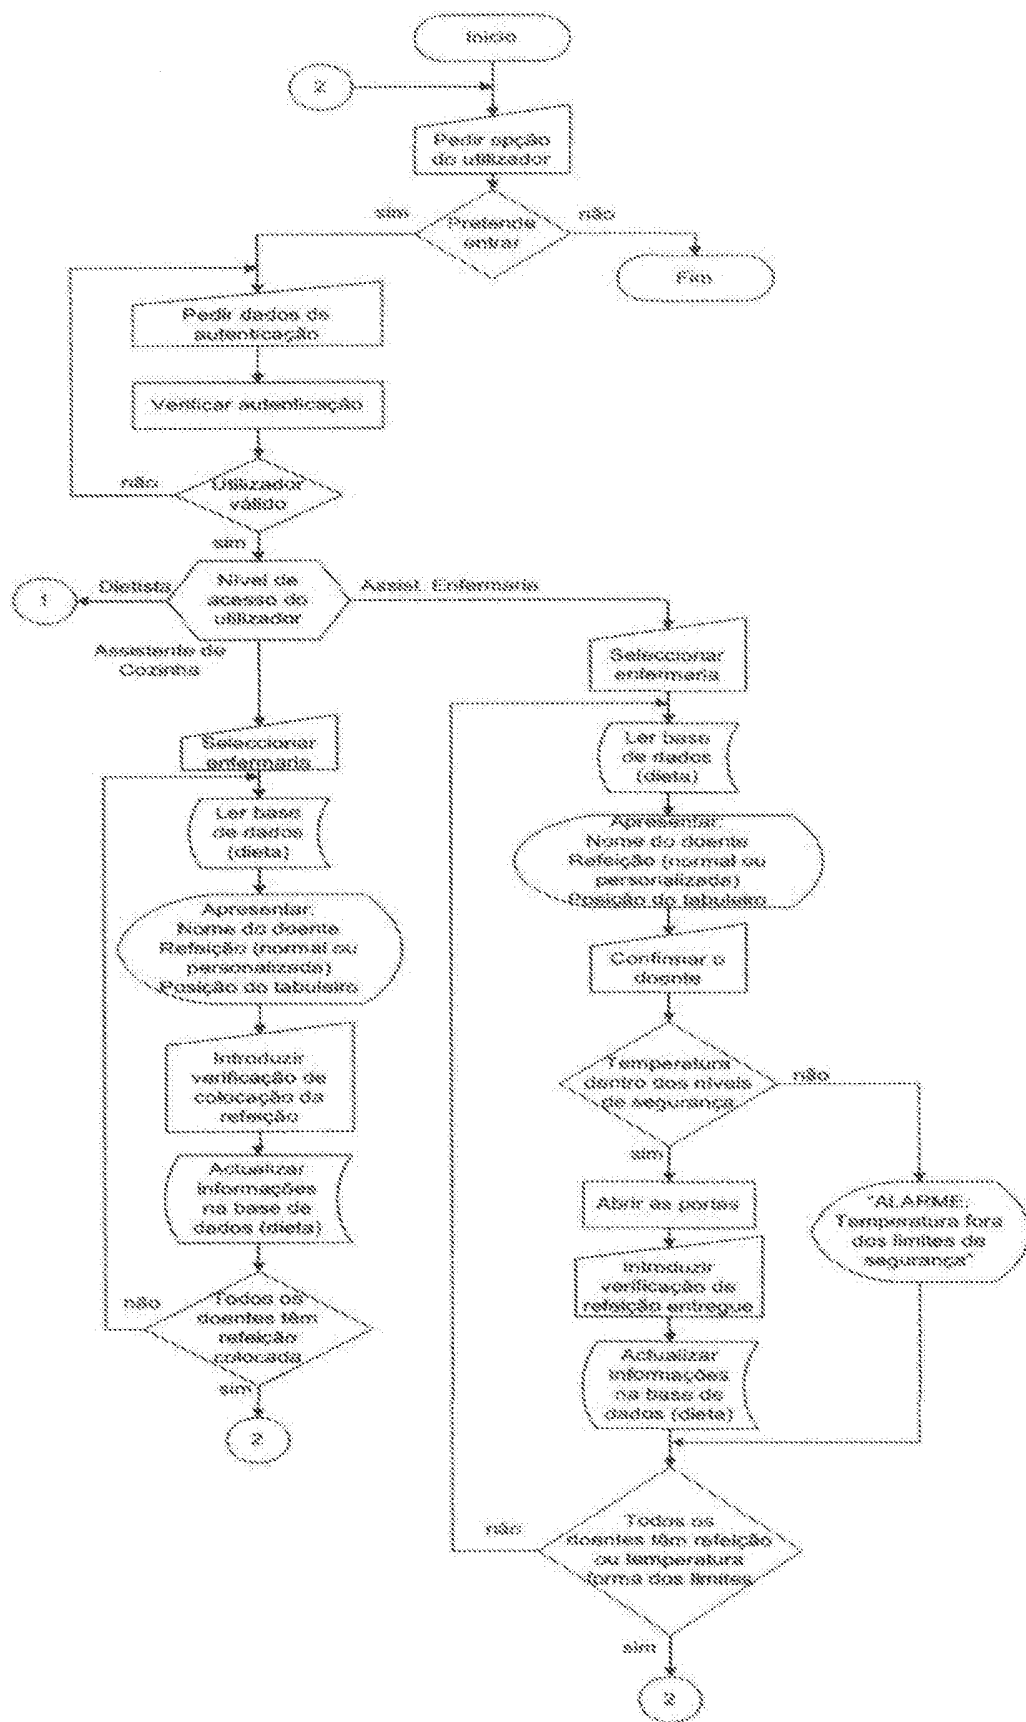 Início
2
Pedir opção
do utilizador
sim
não
Pretende
entrar
Fim
Pedir dados de
autenticação
Verificar autenticação
não
Utilizador
válido
sim
1
Dietista
Nível de
acesso do
utilizador
Assist. Enfermaria
Assistente de
Cozinha
Seleccionar
enfermaria
Ler base
de dados
(dieta)
Apresentar:
Nome do doente
Refeição (normal ou
personalizada)
Posição do tabuleiro
Introduzir
verificação de
colocação da
refeição
Actualizar
informações
na base de
dados (dieta)
não
Todos os
doentes têm
refeição
colocada
sim
2
Seleccionar
enfermaria
Ler base
de dados
(dieta)
Apresentar:
Nome do doente
Refeição (normal ou
personalizada)
Posição do tabuleiro
Confirmar o
doente
Temperatura
dentro dos níveis
de segurança
não
sim
Abrir as portas
"ALARME:
Temperatura fora
dos limites de
segurança"
Introduzir
verificação de
refeição entregue
Actualizar
informações
na base de
dados (dieta)
não
Todos os
doentes têm refeição
ou temperatura
forma dos limites
sim
2